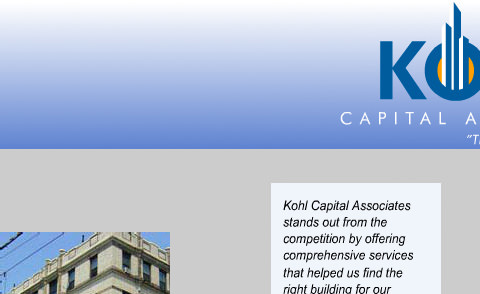 KO
CAPITAL A
“T
Kohl Capital Associates
stands out from the
competition by offering
comprehensive services
that helped us find the
right building for our